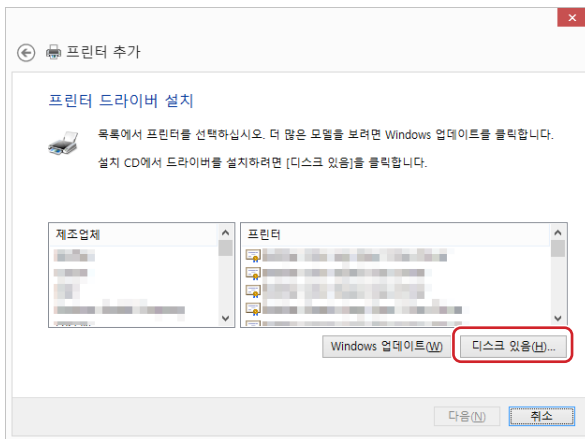 프린터 추가
프린터 드라이버 설치
목록에서 프린터를 선택하십시오. 더 많은 모델을 보려면 Windows 업데이트를 클릭합니다.
설치 CD에서 드라이버를 설치하려면 [디스크 있음]을 클릭합니다.
제조업체
프린터
Windows 업데이트(W)
디스크 있음(H)...
다음(N)
취소